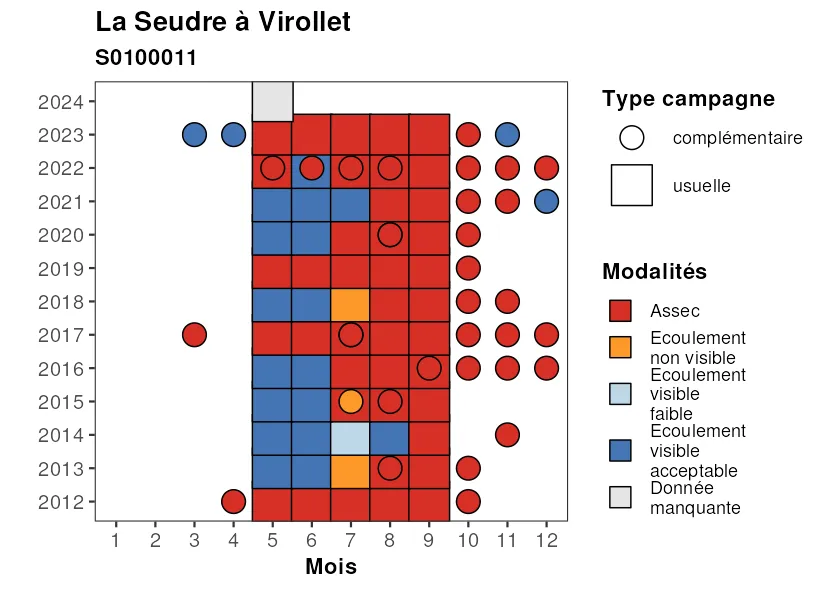 La Seudre à Virollet
S0100011
2024
2023
2022
2021
2020
2019
2018
2017
2016
2015
2014
2013
2012
1 2 3 4 5 6 7 8 9 10 11 12
Mois
Type campagne
complémentaire
usuelle
Modalités
Assec
Ecoulement
non visible
Ecoulement
visible
faible
Ecoulement
visible
acceptable
Donnée
manquante